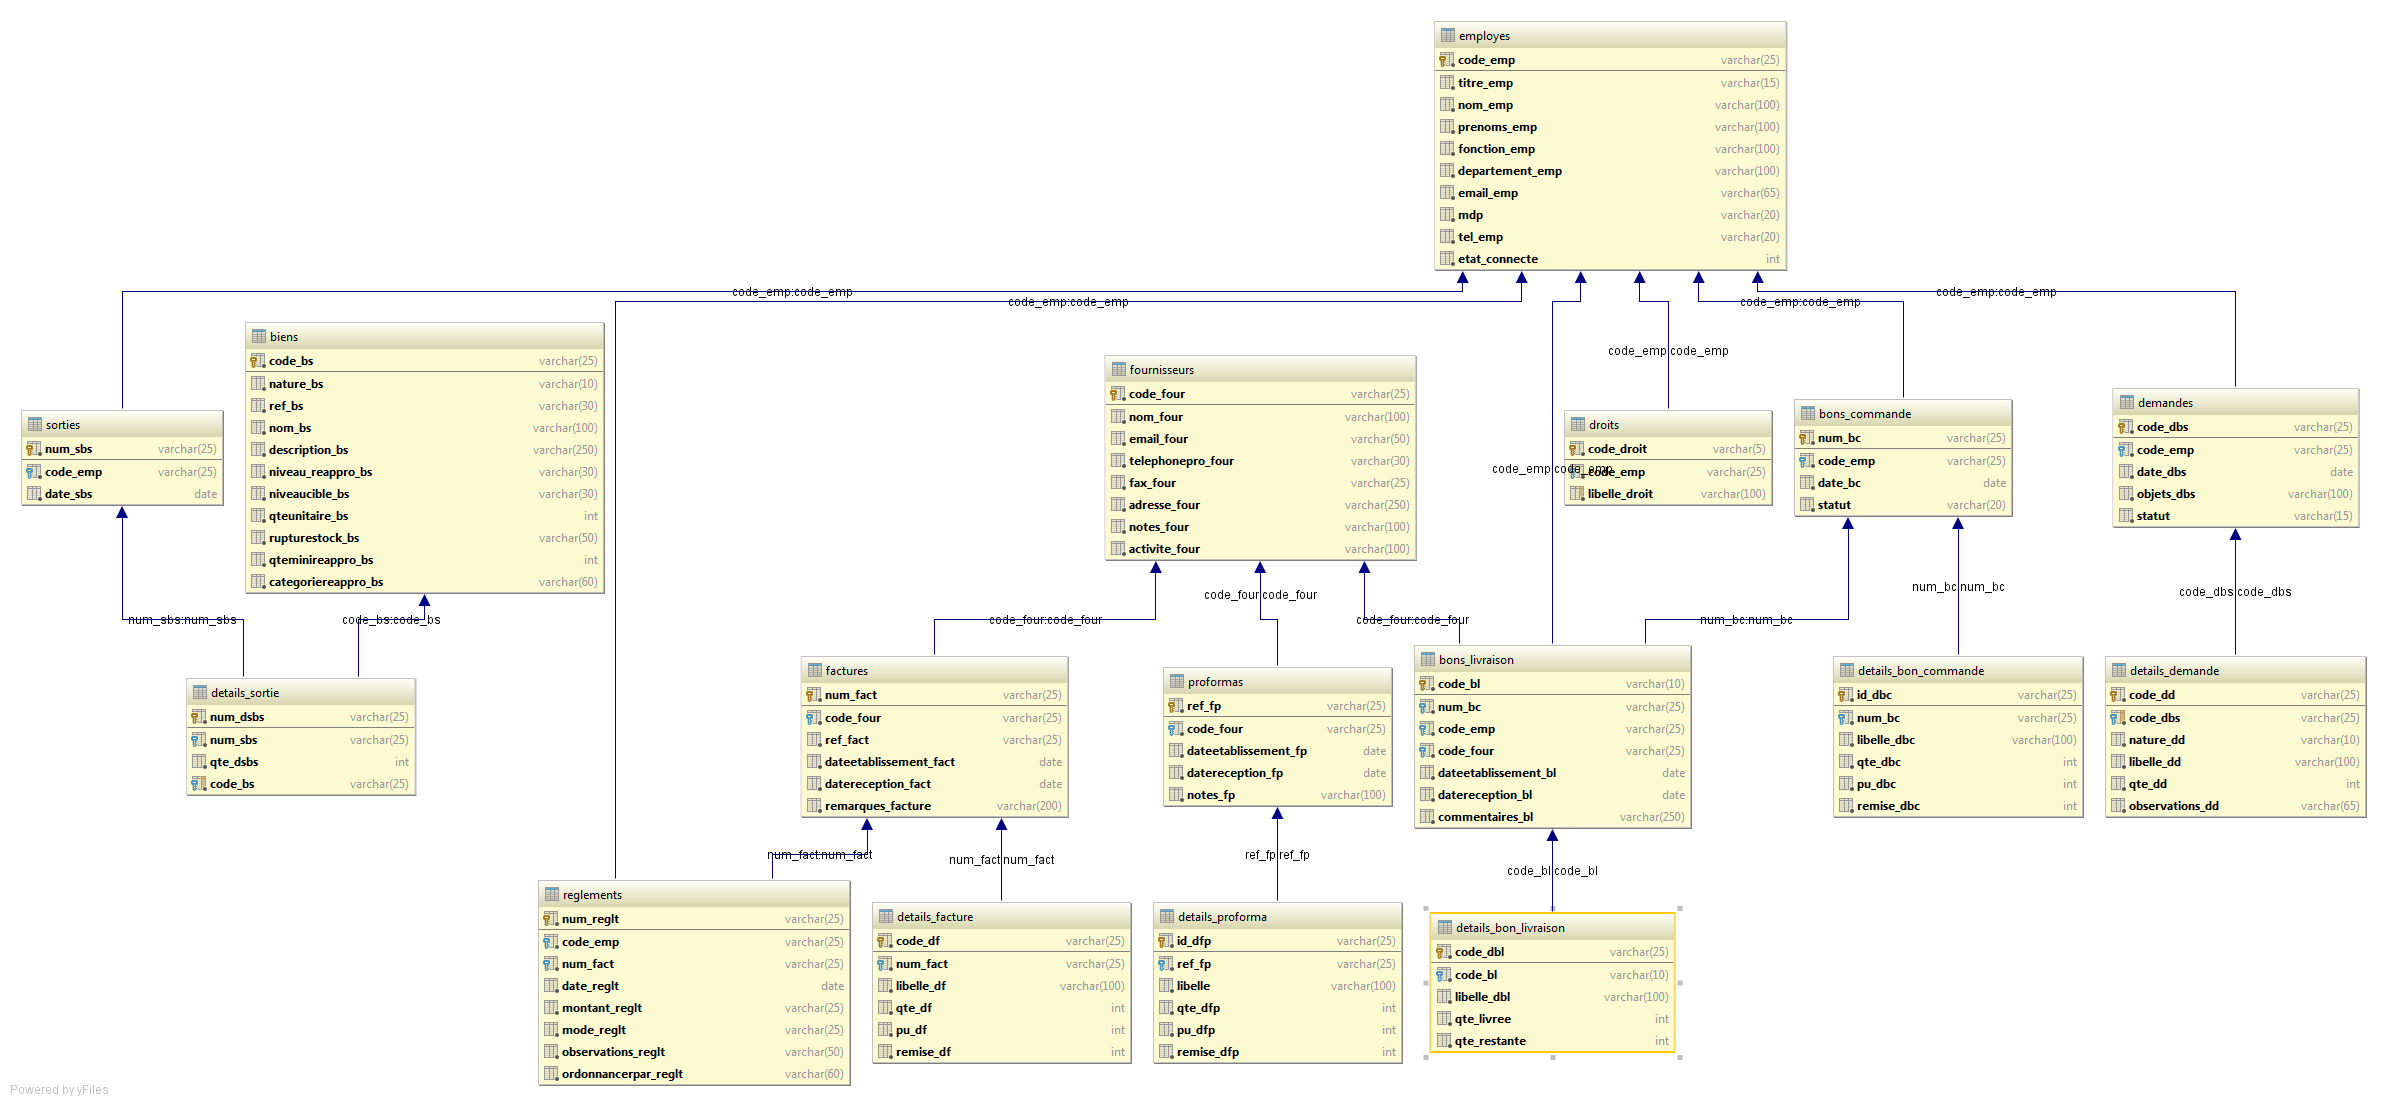 employes
code_emp varchar(25)
titre_emp varchar(15)
nom_emp varchar(100)
prenoms_emp varchar(100)
fonction_emp varchar(100)
departement_emp varchar(100)
email_emp varchar(65)
mdp varchar(20)
tel_emp varchar(20)
etat_connecte int
code_emp:code_emp
code_emp:code_emp
code_emp:code_emp
code_emp:code_emp
code_emp:code_emp
code_emp:code_emp
biens
code_bs varchar(25)
nature_bs varchar(10)
ref_bs varchar(30)
nom_bs varchar(100)
description_bs varchar(250)
niveau_reappro_bs varchar(30)
niveaucible_bs varchar(30)
qteunitaire_bs int
rupturestock_bs varchar(50)
qteminireappro_bs int
categoriereappro_bs varchar(60)
sorties
num_sbs varchar(25)
code_emp varchar(25)
date_sbs date
fournisseurs
code_four varchar(25)
nom_four varchar(100)
email_four varchar(50)
telephonepro_four varchar(30)
fax_four varchar(25)
adresse_four varchar(250)
notes_four varchar(100)
activite_four varchar(100)
droits
code_droit varchar(5)
code_emp varchar(25)
libelle_droit varchar(100)
bons_commande
num_bc varchar(25)
code_emp varchar(25)
date_bc date
statut varchar(20)
demandes
code_dbs varchar(25)
code_emp varchar(25)
date_dbs date
objets_dbs varchar(100)
statut varchar(15)
num_sbs:num_sbs
code_bs:code_bs
code_four:code_four
code_four:code_four
code_four:code_four
num_bc:num_bc
num_bc:num_bc
code_dbs:code_dbs
details_sortie
num_dsbs varchar(25)
num_sbs varchar(25)
qte_dsbs int
code_bs varchar(25)
factures
num_fact varchar(25)
code_four varchar(25)
ref_fact varchar(25)
dateetablissement_fact date
datereception_fact date
remarques_facture varchar(200)
proformas
ref_fp varchar(25)
code_four varchar(25)
dateetablissement_fp date
datereception_fp date
notes_fp varchar(100)
bons_livraison
code_bl varchar(10)
num_bc varchar(25)
code_emp varchar(25)
code_four varchar(25)
dateetablissement_bl date
datereception_bl date
commentaires_bl varchar(250)
details_bon_commande
id_dbc varchar(25)
num_bc varchar(25)
libelle_dbc varchar(100)
qte_dbc int
pu_dbc int
remise_dbc int
details_demande
code_dd varchar(25)
code_dbs varchar(25)
nature_dd varchar(10)
libelle_dd varchar(100)
qte_dd int
observations_dd varchar(65)
num_fact:num_fact
num_fact:num_fact
ref_fp:ref_fp
code_bl:code_bl
reglements
num_reglt varchar(25)
code_emp varchar(25)
num_fact varchar(25)
date_reglt date
montant_reglt varchar(25)
mode_reglt varchar(25)
observations_reglt varchar(50)
ordonnancerpar_reglt varchar(60)
details_facture
code_df varchar(25)
num_fact varchar(25)
libelle_df varchar(100)
qte_df int
pu_df int
remise_df int
details_proforma
id_dfp varchar(25)
ref_fp varchar(25)
libelle varchar(100)
qte_dfp int
pu_dfp int
remise_dfp int
details_bon_livraison
code_dbl varchar(25)
code_bl varchar(10)
libelle_dbl varchar(100)
qte_livree int
qte_restante int
Powered by yFiles